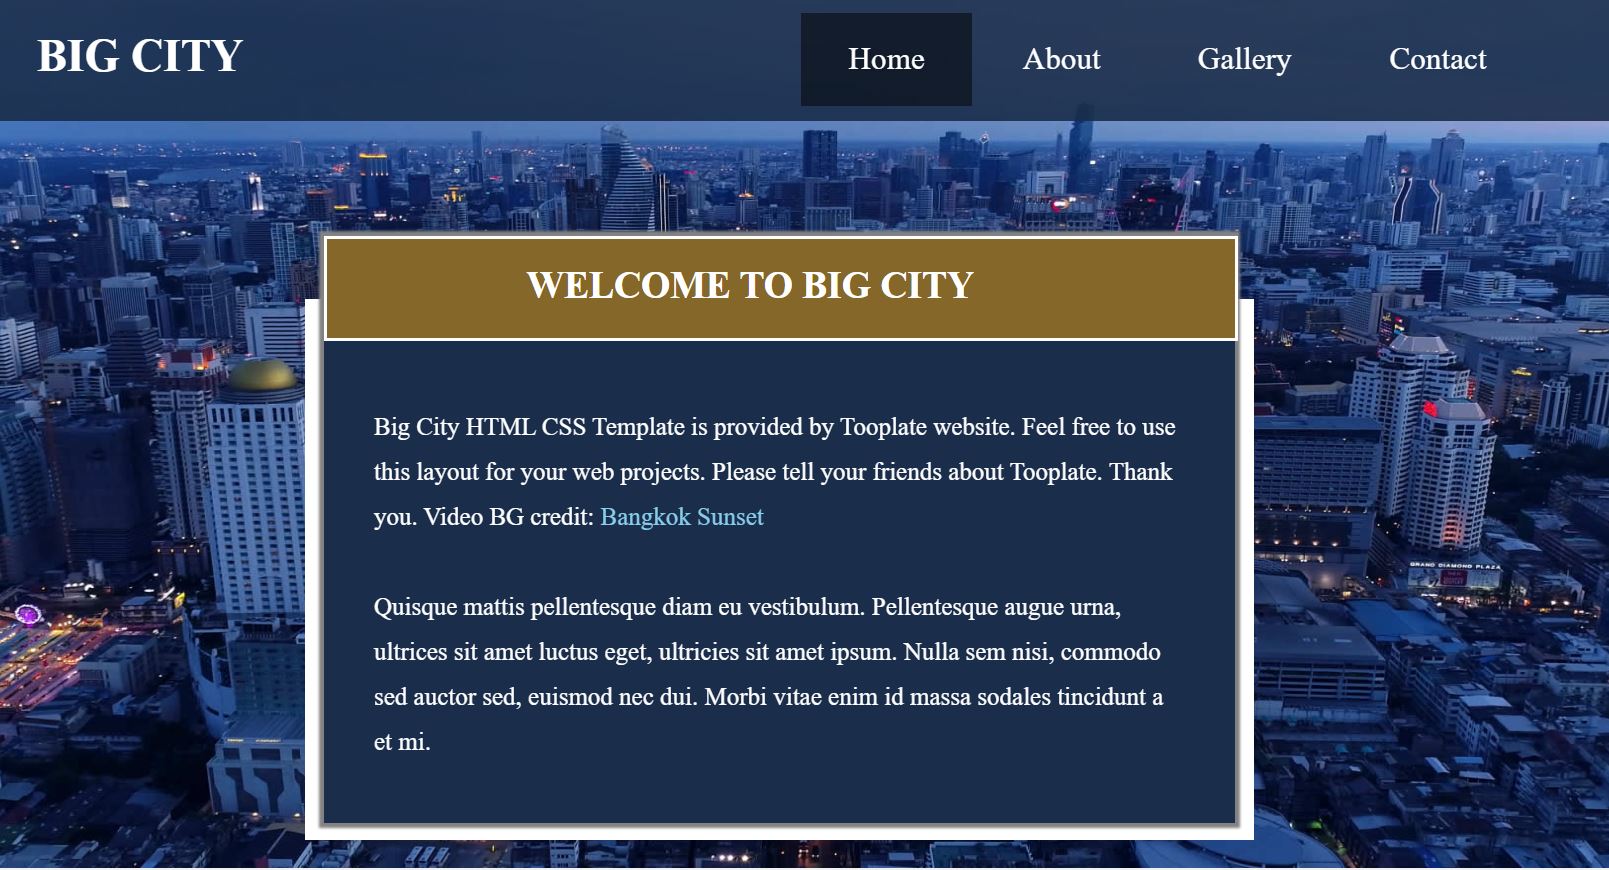 BIG CITY
Home
About
Gallery
Contact
WELCOME TO BIG CITY
Big City HTML CSS Template is provided by Tooplate website. Feel free to use
this layout for your web projects. Please tell your friends about Tooplate. Thank
you. Video BG credit: Bangkok Sunset
Quisque mattis pellentesque diam eu vestibulum. Pellentesque augue urna,
ultrices sit amet luctus eget, ultricies sit amet ipsum. Nulla sem nisi, commodo
sed auctor sed, euismod nec dui. Morbi vitae enim id massa sodales tincidunt a
et mi.
GRAND DIAMOND PLAZA